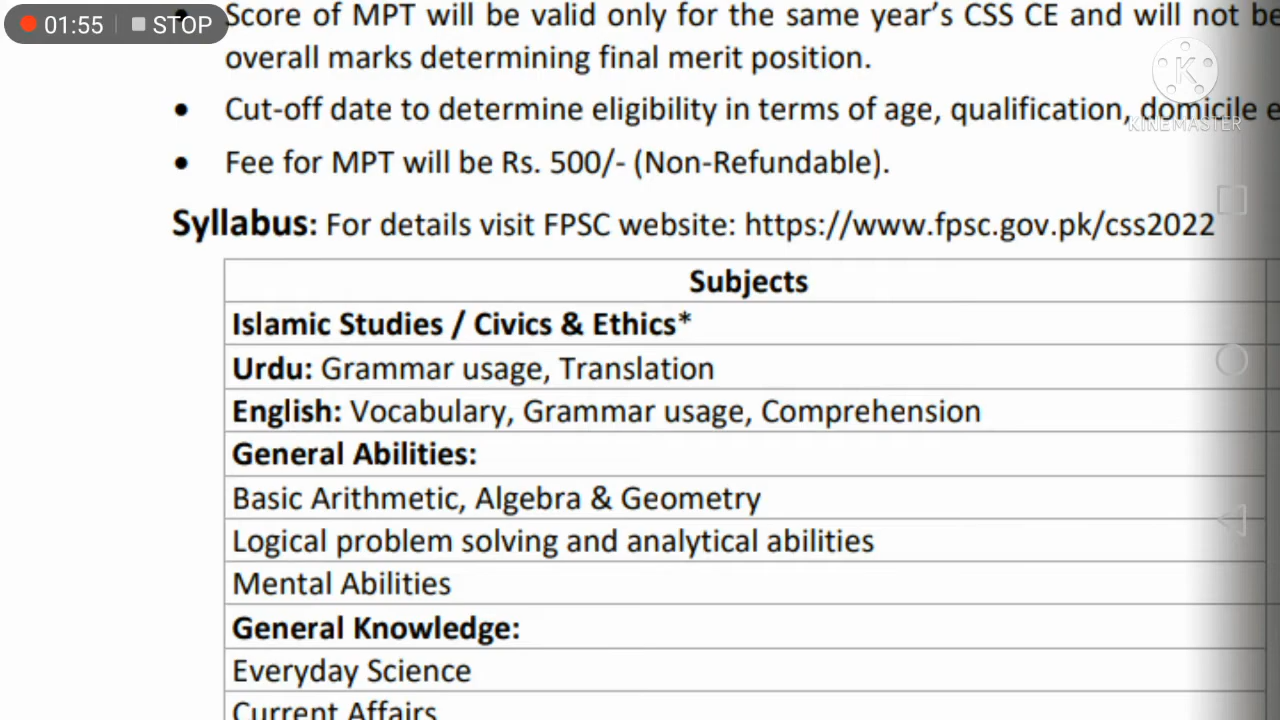 01:55 STOP
Score of MPT will be valid only for the same year's CSS CE and will not be
overall marks determining final merit position.
• Cut-off date to determine eligibility in terms of age, qualification, domicile
KINEMASTER
• Fee for MPT will be Rs. 500/- (Non-Refundable).
Syllabus: For details visit FPSC website: https://www.fpsc.gov.pk/css2022
Subjects
Islamic Studies / Civics & Ethics*
Urdu: Grammar usage, Translation
English: Vocabulary, Grammar usage, Comprehension
General Abilities:
Basic Arithmetic, Algebra & Geometry
Logical problem solving and analytical abilities
Mental Abilities
General Knowledge:
Everyday Science
Current Affairs